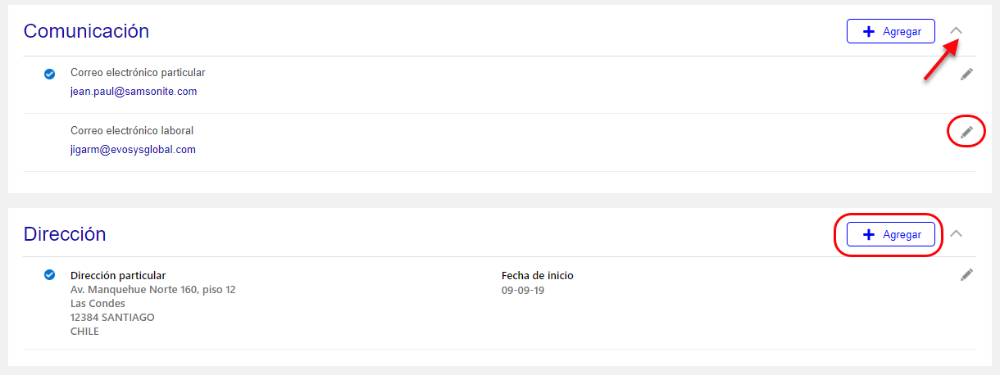 Comunicación
Agregar
Correo electrónico particular
jean.paul@samsonite.com
Correo electrónico laboral
jigarm@evosysglobal.com
Dirección
Agregar
Dirección particular
Fecha de inicio
Av. Manquehue Norte 160, piso 12
09-09-19
Las Condes
12384 SANTIAGO
CHILE